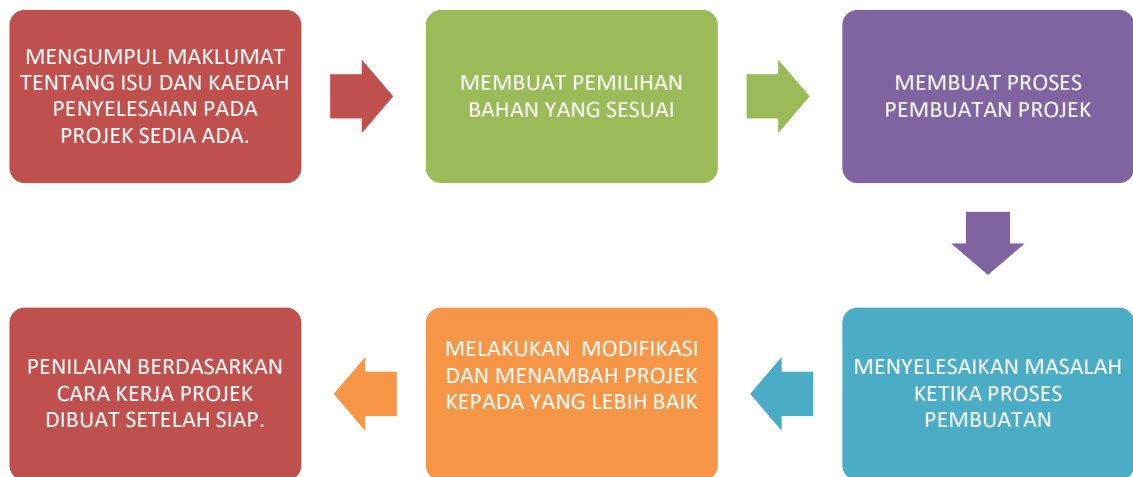 MENGUMPUL MAKLUMAT
TENTANG ISU DAN KAEDAH
PENYELESAIAN PADA
PROJEK SEDIA ADA.
MEMBUAT PEMILIHAN
BAHAN YANG SESUAI
MEMBUAT PROSES
PEMBUATAN PROJEK
MENYELESAIKAN MASALAH
KETIKA PROSES
PEMBUATAN
MELAKUKAN MODIFIKASI
DAN MENAMBAH PROJEK
KEPADA YANG LEBIH BAIK
PENILAIAN BERDASARKAN
CARA KERJA PROJEK
DIBUAT SETELAH SIAP.